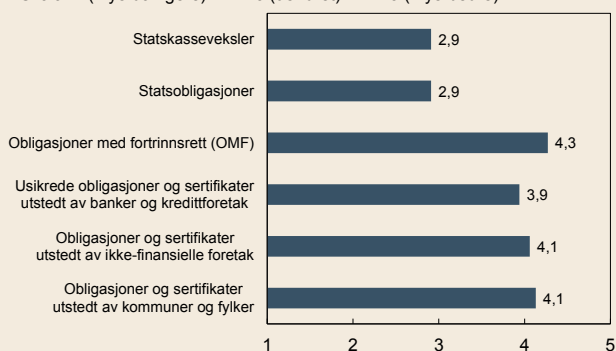 Statskasseveksler
2,9
Statsobligasjoner
2,9
Obligasjoner med fortrinnsrett (OMF)
4,3
Usikrede obligasjoner og sertifikater
utstedt av banker og kredittforetak
3,9
Obligasjoner og sertifikater
utstedt av ikke-finansielle foretak
4,1
Obligasjoner og sertifikater
utstedt av kommuner og fylker
4,1
1 2 3 4 5